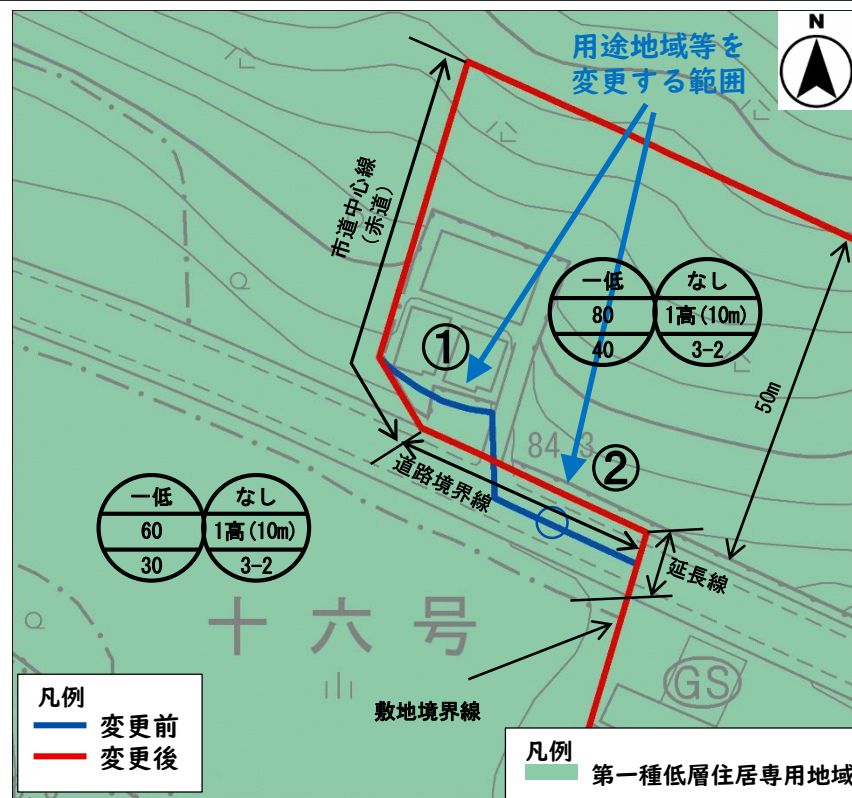 N
用途地域等を
変更する範囲
市道中心線
(赤道)
一低
80
40
なし
1高(10m)
3-2
①
50m
84.3
②
道路境界線
一低
60
30
なし
1高(10m)
3-2
延長線
十六号
GS
敷地境界線
凡例
変更前
変更後
凡例
第一種低層住居専用地域